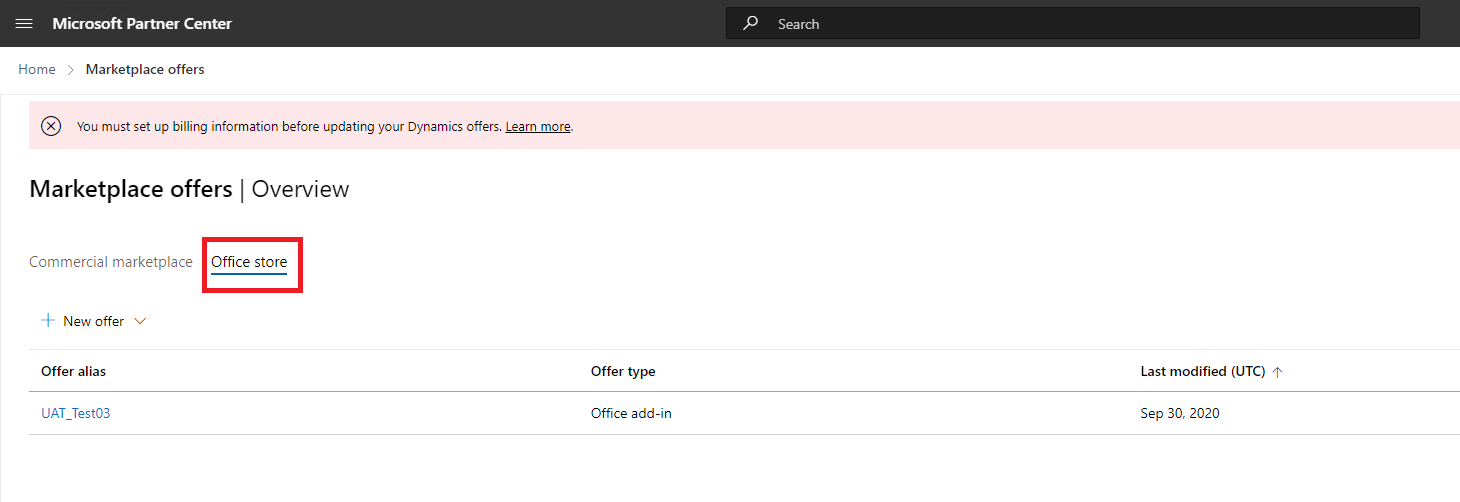 Microsoft Partner Center
Search
Home > Marketplace offers
You must set up billing information before updating your Dynamics offers. Learn more.
Marketplace offers | Overview
Commercial marketplace Office store
+ New offer
Offer alias Offer type Last modified (UTC) ↑
UAT_Test03 Office add-in Sep 30, 2020